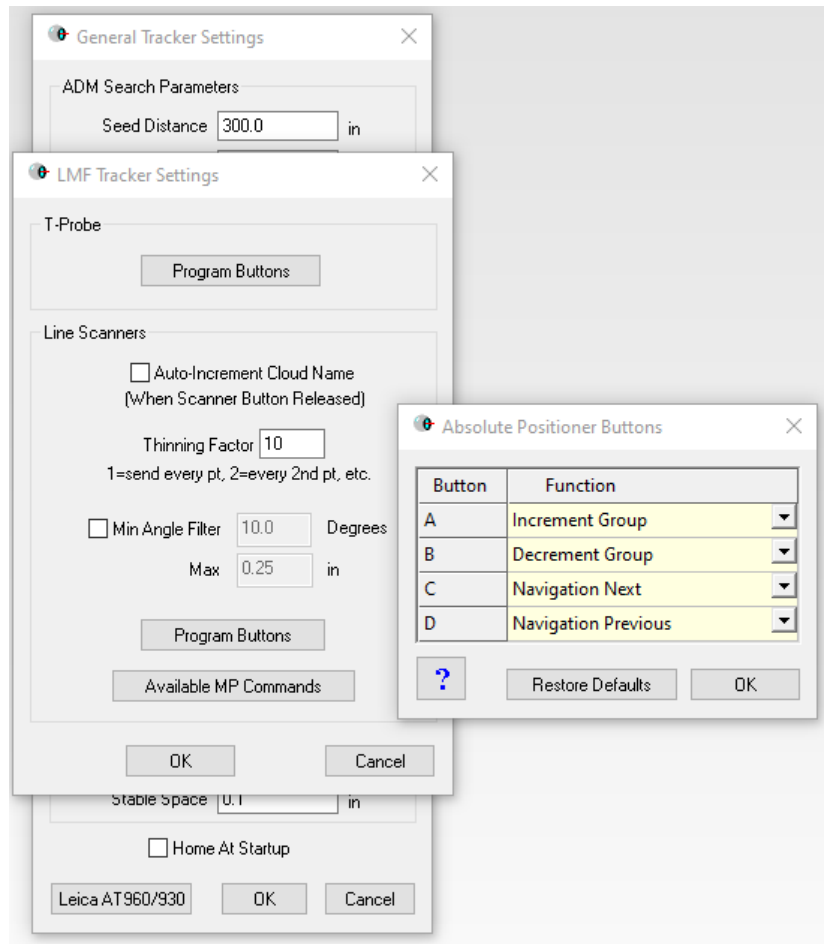 General Tracker Settings
ADM Search Parameters
Seed Distance 300.0 in
LMF Tracker Settings
T-Probe
Program Buttons
Line Scanners
Auto-Increment Cloud Name
(When Scanner Button Released)
Thinning Factor 10
1=send every pt, 2=every 2nd pt, etc.
Min Angle Filter 10.0 Degrees
Max 0.25 in
Program Buttons
Available MP Commands
OK Cancel
Absolute Positioner Buttons
Button Function
A Increment Group
B Decrement Group
C Navigation Next
D Navigation Previous
? Restore Defaults OK
Stable Space 0.1 in
Home At Startup
Leica AT960/930 OK Cancel